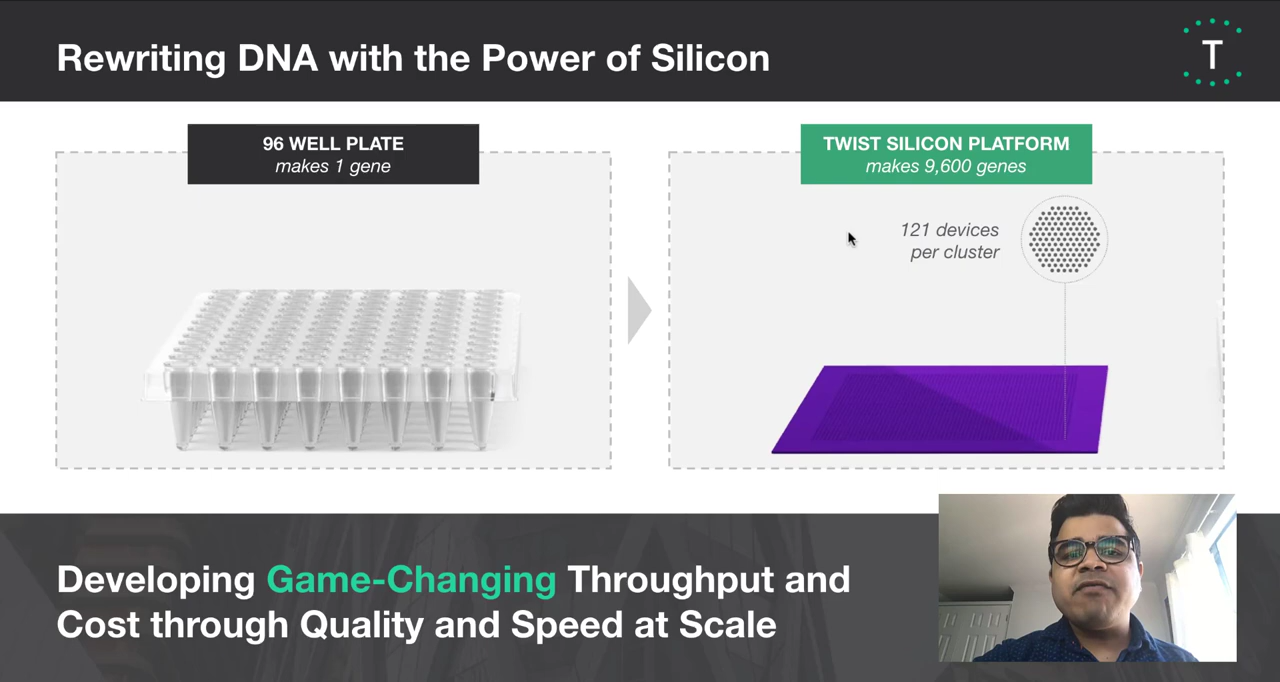 Rewriting DNA with the Power of Silicon
T
96 WELL PLATE
makes 1 gene
TWIST SILICON PLATFORM
makes 9,600 genes
121 devices
per cluster
Developing Game-Changing Throughput and
Cost through Quality and Speed at Scale